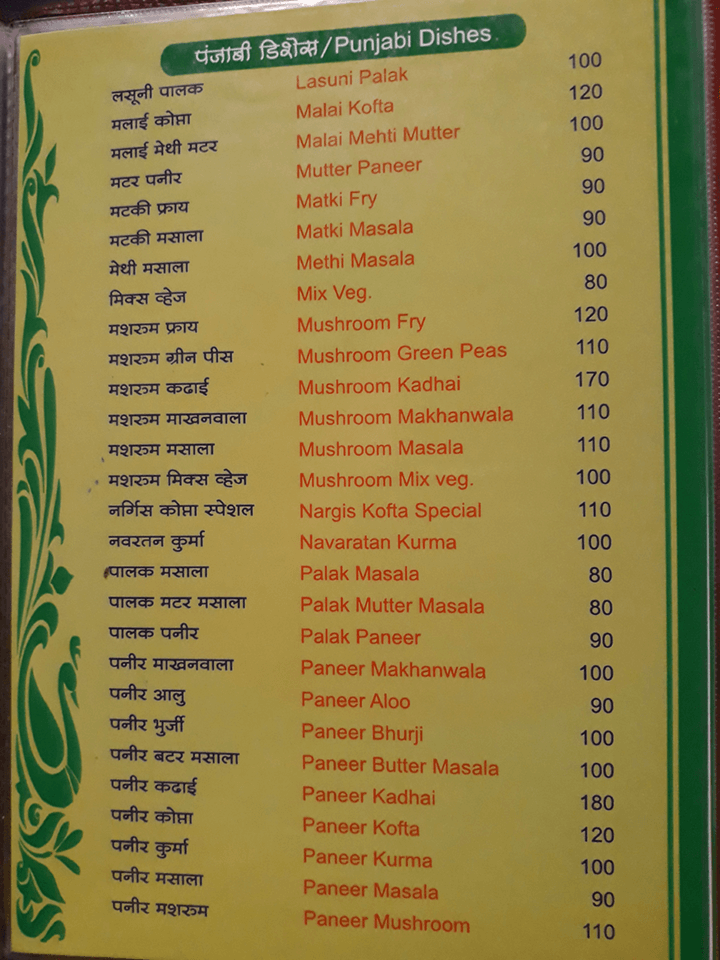 पंजाबी डिशेस/Punjabi Dishes
लसूनी पालक Lasuni Palak 100
मलाई कोप्ता Malai Kofta 120
मलाई मेथी मटर Malai Mehti Mutter 100
मटर पनीर Mutter Paneer 90
मटकी फ्राय Matki Fry 90
मटकी मसाला Matki Masala 90
मेथी मसाला Methi Masala 100
मिक्स व्हेज Mix Veg. 80
मशरुम फ्राय Mushroom Fry 120
मशरुम ग्रीन पीस Mushroom Green Peas 110
मशरुम कढाई Mushroom Kadhai 170
मशरुम माखनवाला Mushroom Makhanwala 110
मशरुम मसाला Mushroom Masala 110
मशरुम मिक्स व्हेज Mushroom Mix veg. 100
नर्गिस कोप्ता स्पेशल Nargis Kofta Special 110
नवरतन कुर्मा Navaratan Kurma 100
पालक मसाला Palak Masala 80
पालक मटर मसाला Palak Mutter Masala 80
पालक पनीर Palak Paneer 90
पनीर माखनवाला Paneer Makhanwala 100
पनीर आलु Paneer Aloo 90
पनीर भुर्जी Paneer Bhurji 100
पनीर बटर मसाला Paneer Butter Masala 100
पनीर कढाई Paneer Kadhai 180
पनीर कोप्ता Paneer Kofta 120
पनीर कुर्मा Paneer Kurma 100
पनीर मसाला Paneer Masala 90
पनीर मशरुम Paneer Mushroom 110